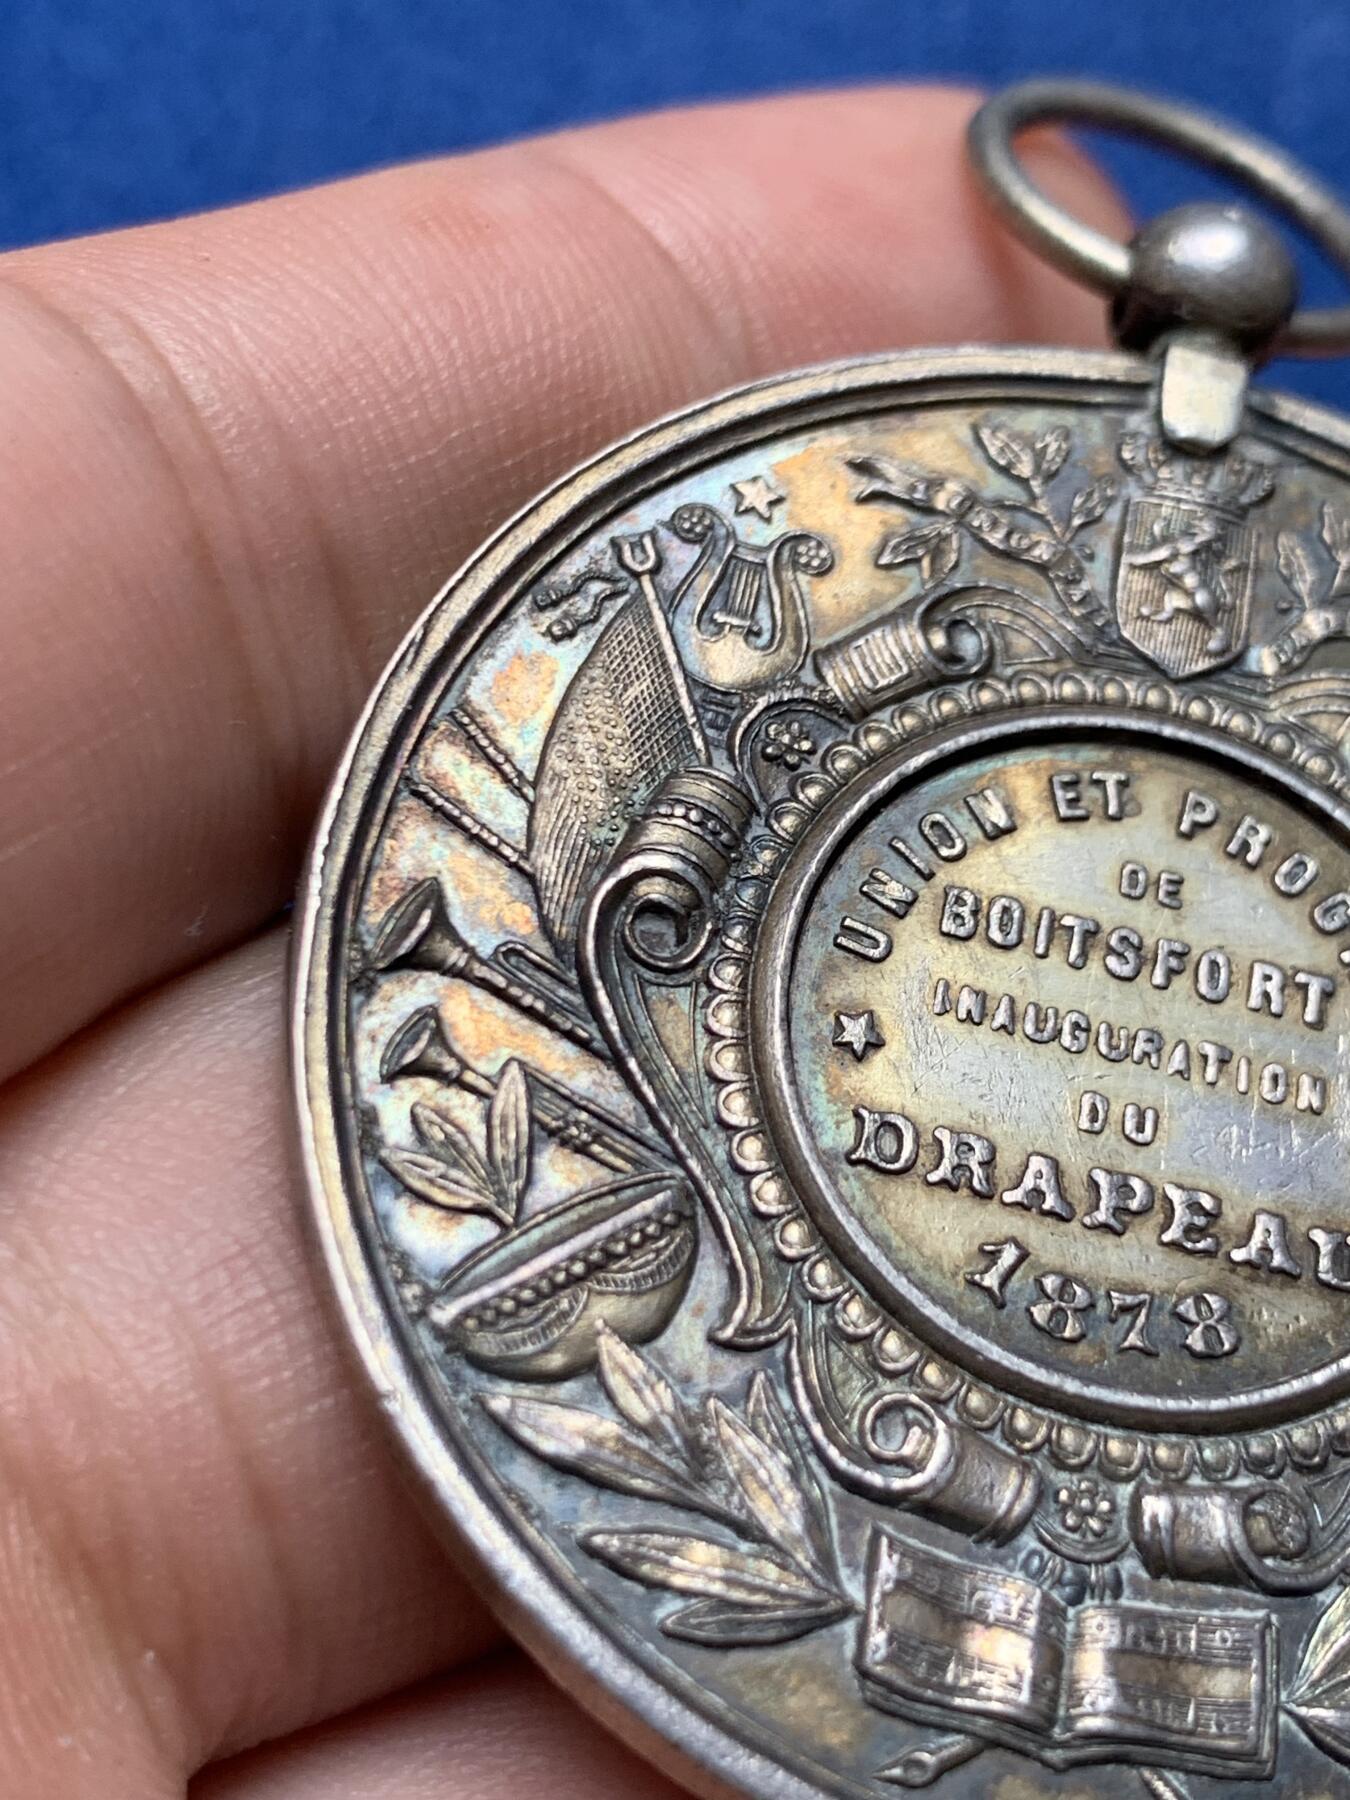 UNION ET PROG
DE
BOITSFORT
INAUGURATION
DU
DRAPEAU
1878